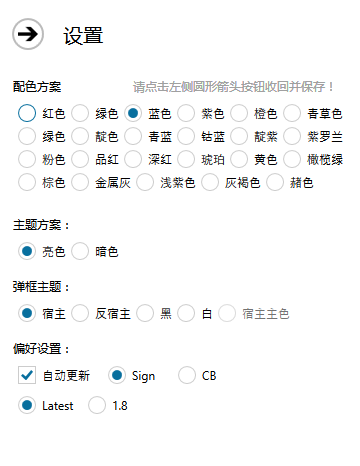 设置
配色方案 请点击左侧圆形箭头按钮收回并保存！
红色 绿色 蓝色 紫色 橙色 青草色
绿色 靛色 青蓝 钴蓝 靛紫 紫罗兰
粉色 品红 深红 琥珀 黄色 橄榄绿
棕色 金属灰 浅紫色 灰褐色 赭色
主题方案：
亮色 暗色
弹框主题：
宿主 反宿主 黑 白 宿主主色
偏好设置：
自动更新 Sign CB
Latest 1.8